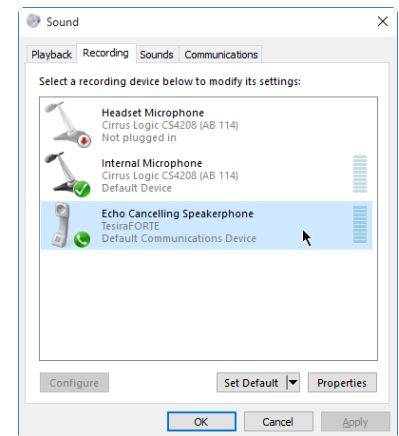 Sound
Playback Recording Sounds Communications
Select a recording device below to modify its settings:
Headset Microphone
Cirrus Logic CS4208 (AB 114)
Not plugged in
Internal Microphone
Cirrus Logic CS4208 (AB 114)
Default Device
Echo Cancelling Speakerphone
TesiraFORTE
Default Communications Device
Configure Set Default Properties
OK Cancel Apply